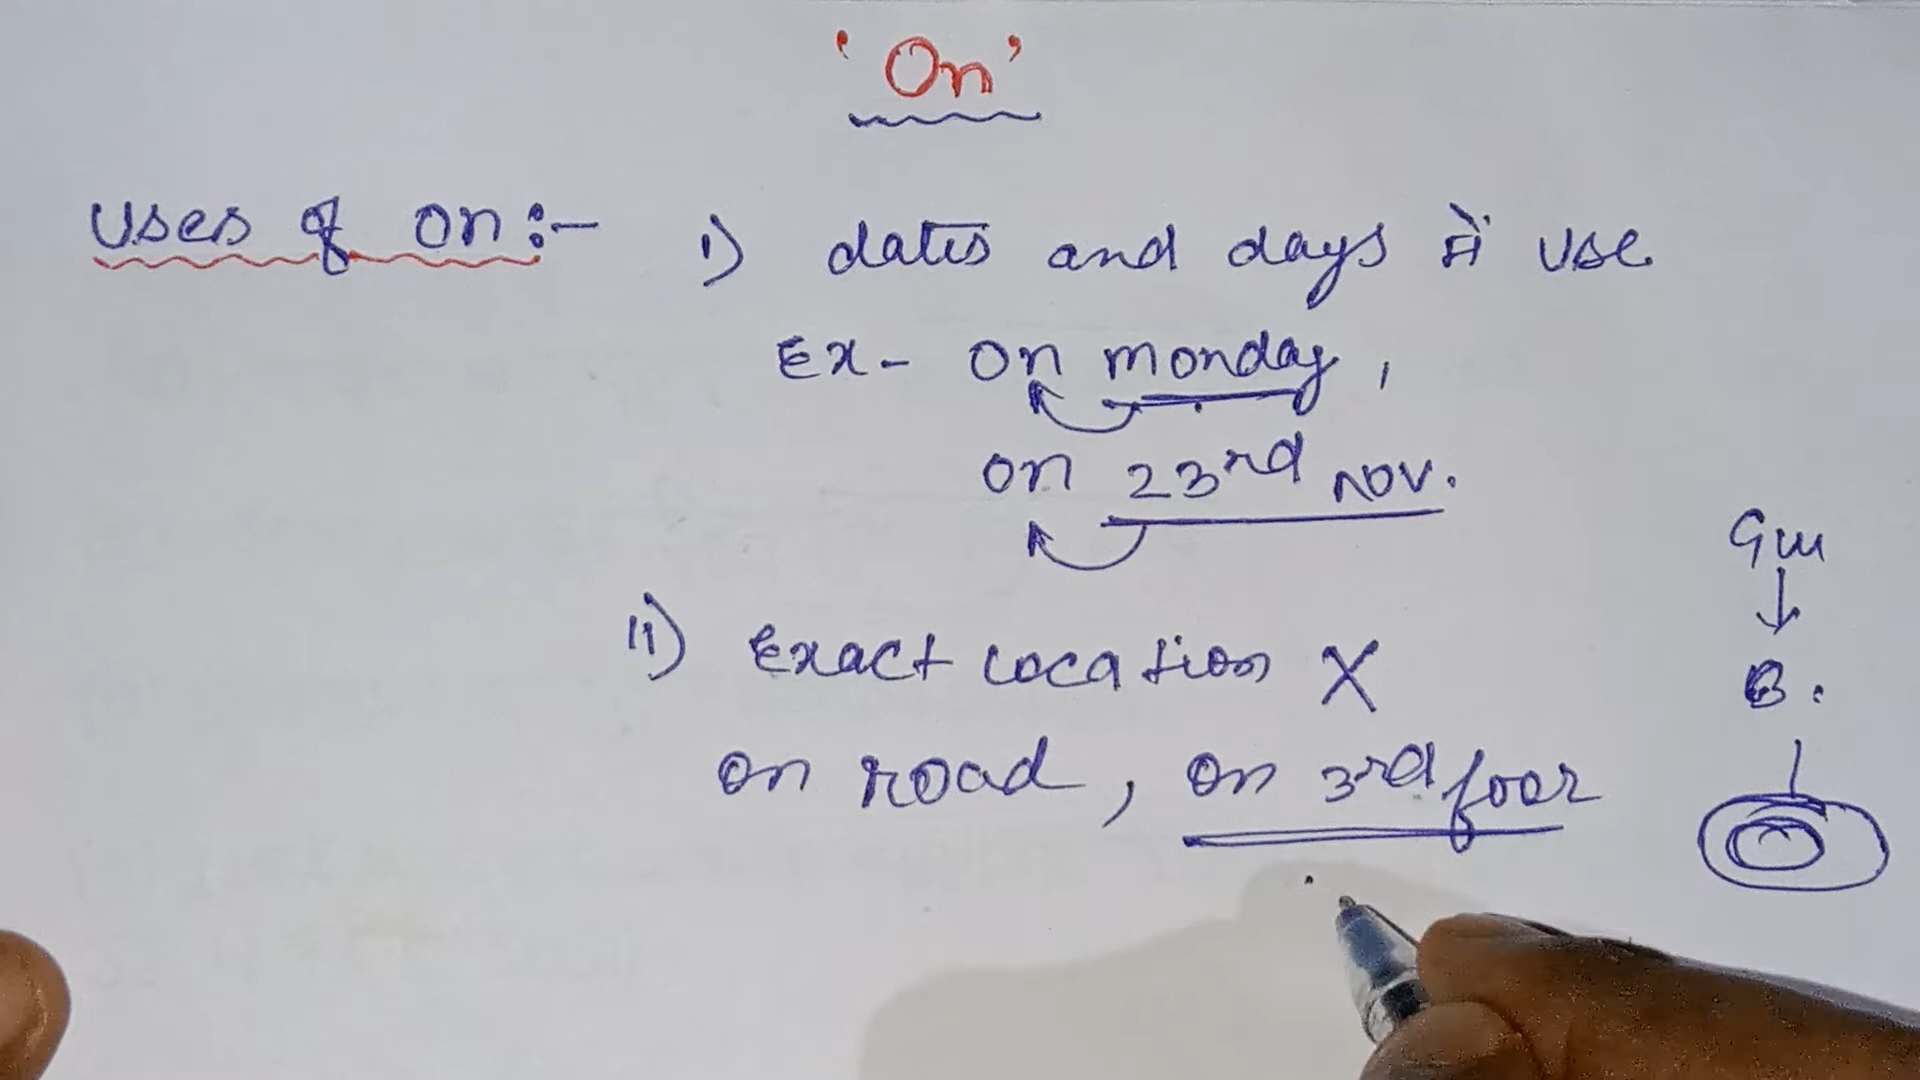 'On'
Uses of on:- i) dates and days में use.
Ex- on monday,
on 23rd Nov.
ii) Exact location X
on road, on 3rd foor
B.